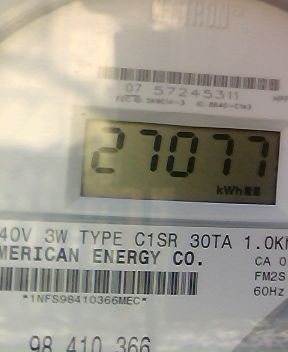 07 57245311
27077
kWh
40V 3W TYPE C1SR 30TA 1.0K
MERICAN ENERGY CO.
CA 0
FM2S
60Hz
*1NFS98410366MEC*
98 410 366